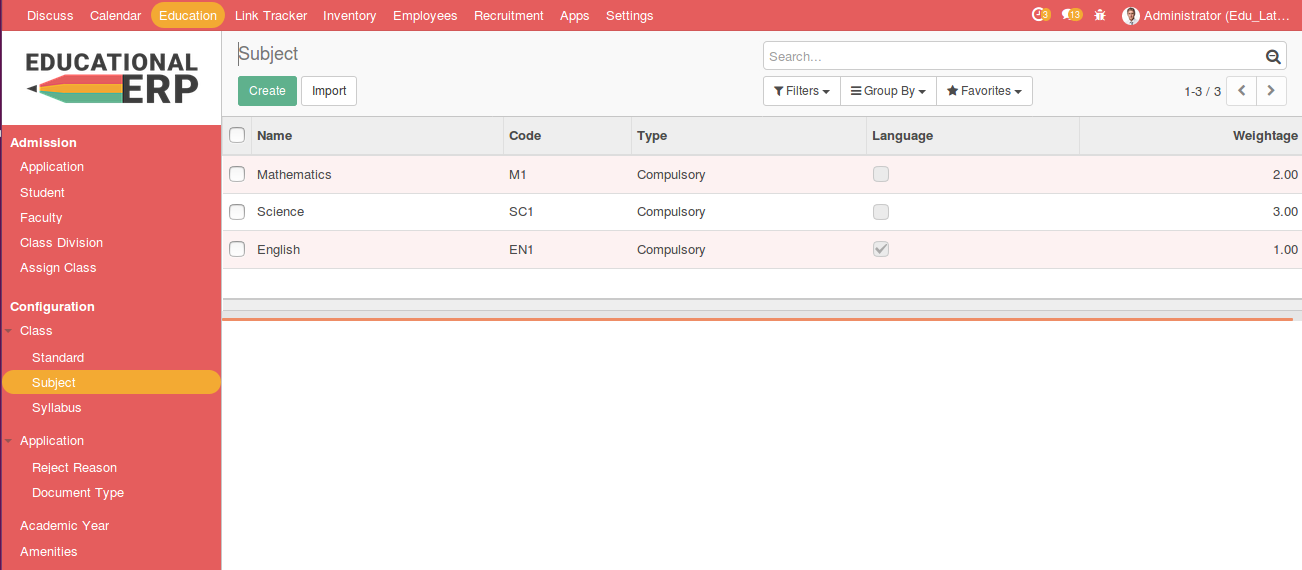 Discuss Calendar Education Link Tracker Inventory Employees Recruitment Apps Settings 3 13 Administrator (Edu_Lat...
EDUCATIONAL
ERP
Subject
Search...
Create Import
Filters Group By Favorites 1-3 / 3
Name Code Type Language Weightage
Mathematics M1 Compulsory 2.00
Science SC1 Compulsory 3.00
English EN1 Compulsory 1.00
Admission
Application
Student
Faculty
Class Division
Assign Class
Configuration
Class
Standard
Subject
Syllabus
Application
Reject Reason
Document Type
Academic Year
Amenities